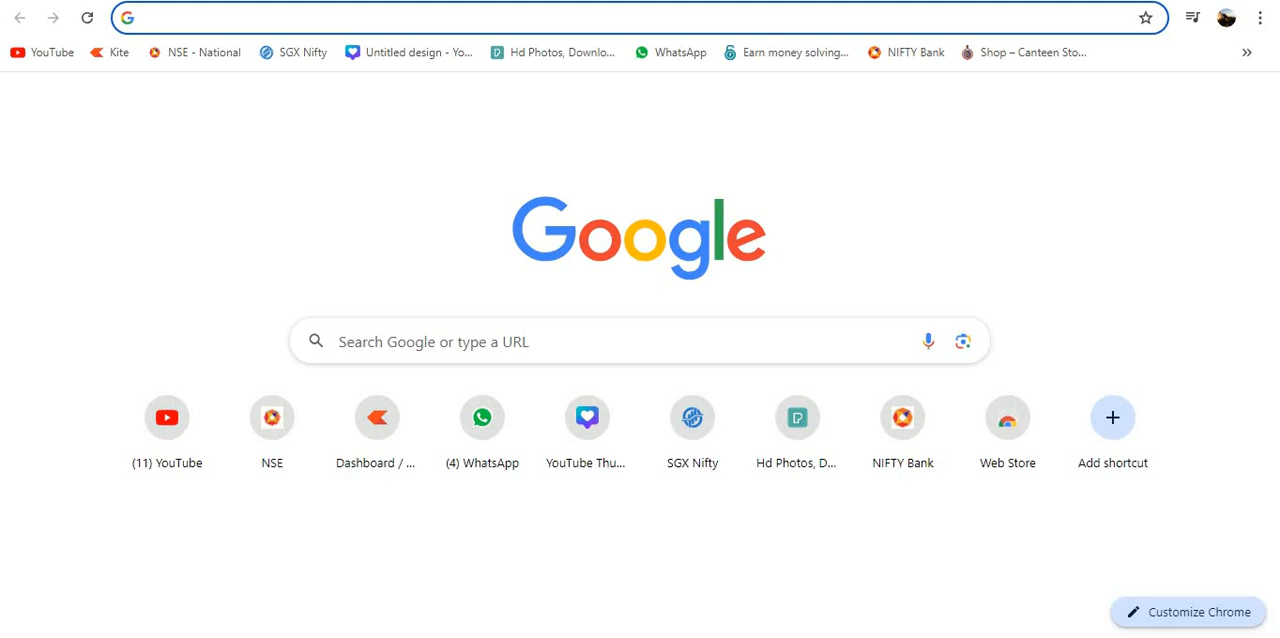 YouTube Kite NSE - National SGX Nifty Untitled design - Yo... Hd Photos, Downlo... WhatsApp Earn money solving... NIFTY Bank Shop – Canteen Sto... »
Google
Search Google or type a URL
(11) YouTube NSE Dashboard / ... (4) WhatsApp YouTube Thu... SGX Nifty Hd Photos, D... NIFTY Bank Web Store Add shortcut
Customize Chrome